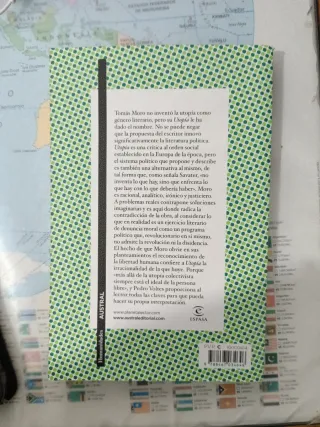 Tomás Moro no inventó la utopía como
género literario, pero su Utopía le ha
dado el nombre. No se puede negar
que la propuesta del escritor innovó
significativamente la literatura política.
Utopía es una crítica al orden social
establecido en la Europa de la época, pero
el sistema político que propone y describe
es también una alternativa al mismo, de
tal forma que, como señala Savater, «no
inventa lo que hay, sino que enfrenta lo
que hay con lo que debería haber». Moro
es racional, analítico, irónico y justiciero.
A problemas reales contrapone soluciones
imaginarias y es aquí donde radica la
contradicción de la obra, al considerar lo que
en realidad es un ejercicio literario
de denuncia moral como un programa
político que, revolucionario en sí mismo,
no admite la revolución ni la disidencia.
El hecho de que Moro obvie en sus
planteamientos el reconocimiento de
la libertad humana confiere a Utopía la
irracionalidad de la que huye. Porque
«más allá de la utopía colectivista
siempre está el ideal de la persona
libre», y Pedro Voltes proporciona al
lector todas las claves para que pueda
hacer su propia interpretación.
AUSTRAL
Humanidades
www.planetadelibros.com
www.australeditorial.com
ESPASA